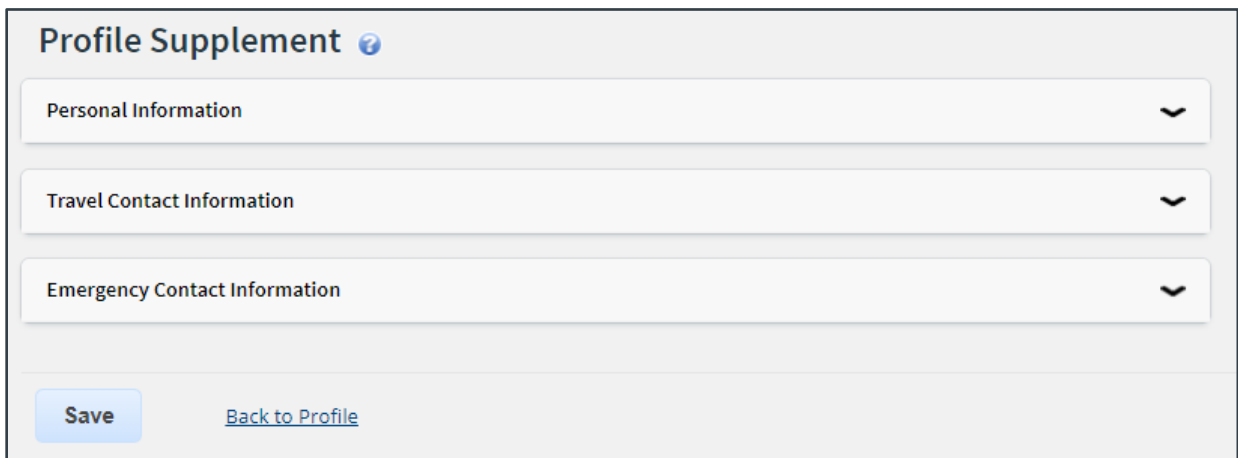 Profile Supplement
Personal Information
Travel Contact Information
Emergency Contact Information
Save Back to Profile